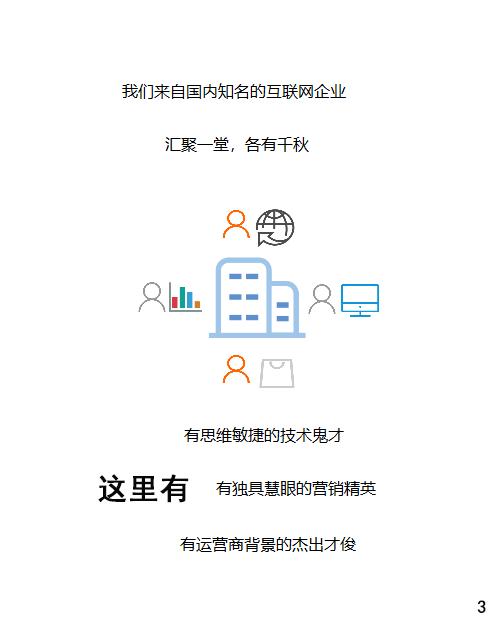 我们来自国内知名的互联网企业
汇聚一堂，各有千秋
有思维敏捷的技术鬼才
这里有
有独具慧眼的营销精英
有运营商背景的杰出才俊
3